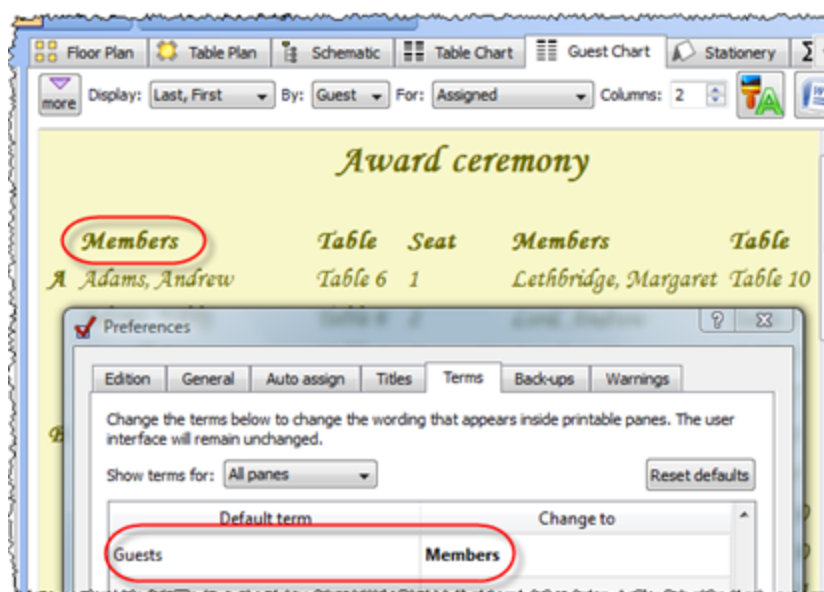 Floor Plan Table Plan Schematic Table Chart Guest Chart Stationery Σ
more Display: Last, First By: Guest For: Assigned Columns: 2
Award ceremony
Members Table Seat Members Table
A Adams, Andrew Table 6 1 Lethbridge, Margaret Table 10
Preferences ?
Edition General Auto assign Titles Terms Back-ups Warnings
Change the terms below to change the wording that appears inside printable panes. The user
B interface will remain unchanged.
Show terms for: All panes Reset defaults
Default term Change to
Guests Members